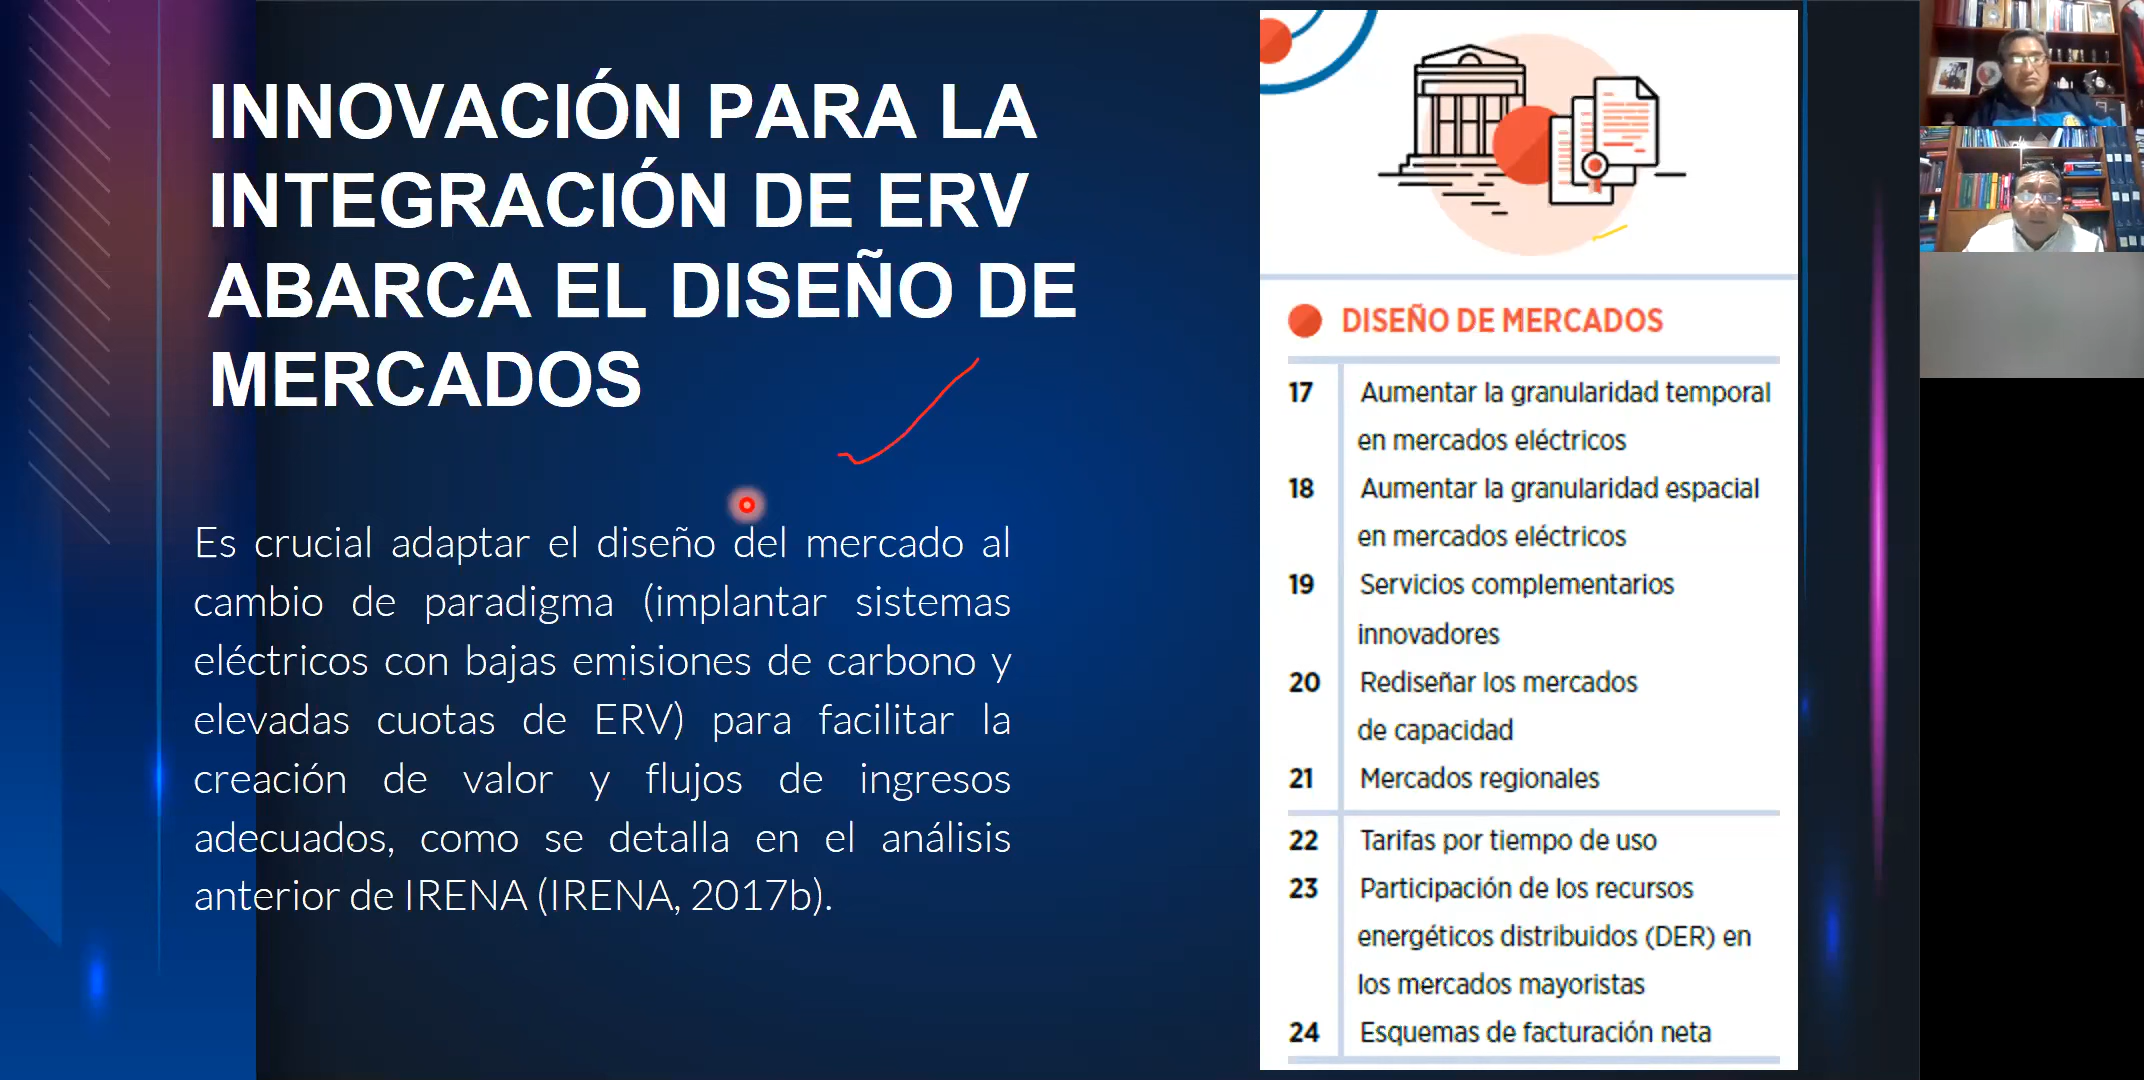 INNOVACIÓN PARA LA
INTEGRACIÓN DE ERV
ABARCA EL DISEÑO DE
MERCADOS
Es crucial adaptar el diseño del mercado al
cambio de paradigma (implantar sistemas
eléctricos con bajas emisiones de carbono y
elevadas cuotas de ERV) para facilitar la
creación de valor y flujos de ingresos
adecuados, como se detalla en el análisis
anterior de IRENA (IRENA, 2017b).
DISEÑO DE MERCADOS
17 Aumentar la granularidad temporal
en mercados eléctricos
18 Aumentar la granularidad espacial
en mercados eléctricos
19 Servicios complementarios
innovadores
20 Rediseñar los mercados
de capacidad
21 Mercados regionales
22 Tarifas por tiempo de uso
23 Participación de los recursos
energéticos distribuidos (DER) en
los mercados mayoristas
24 Esquemas de facturación neta